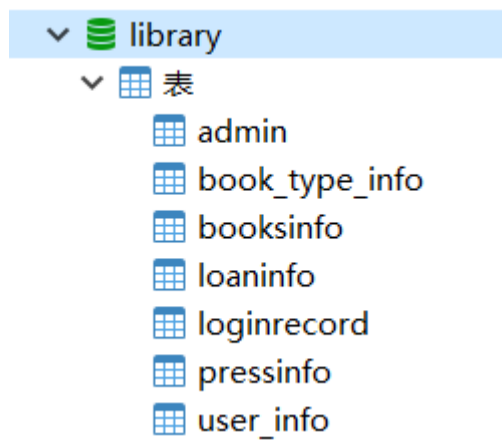 library
表
admin
book_type_info
booksinfo
loaninfo
loginrecord
pressinfo
user_info